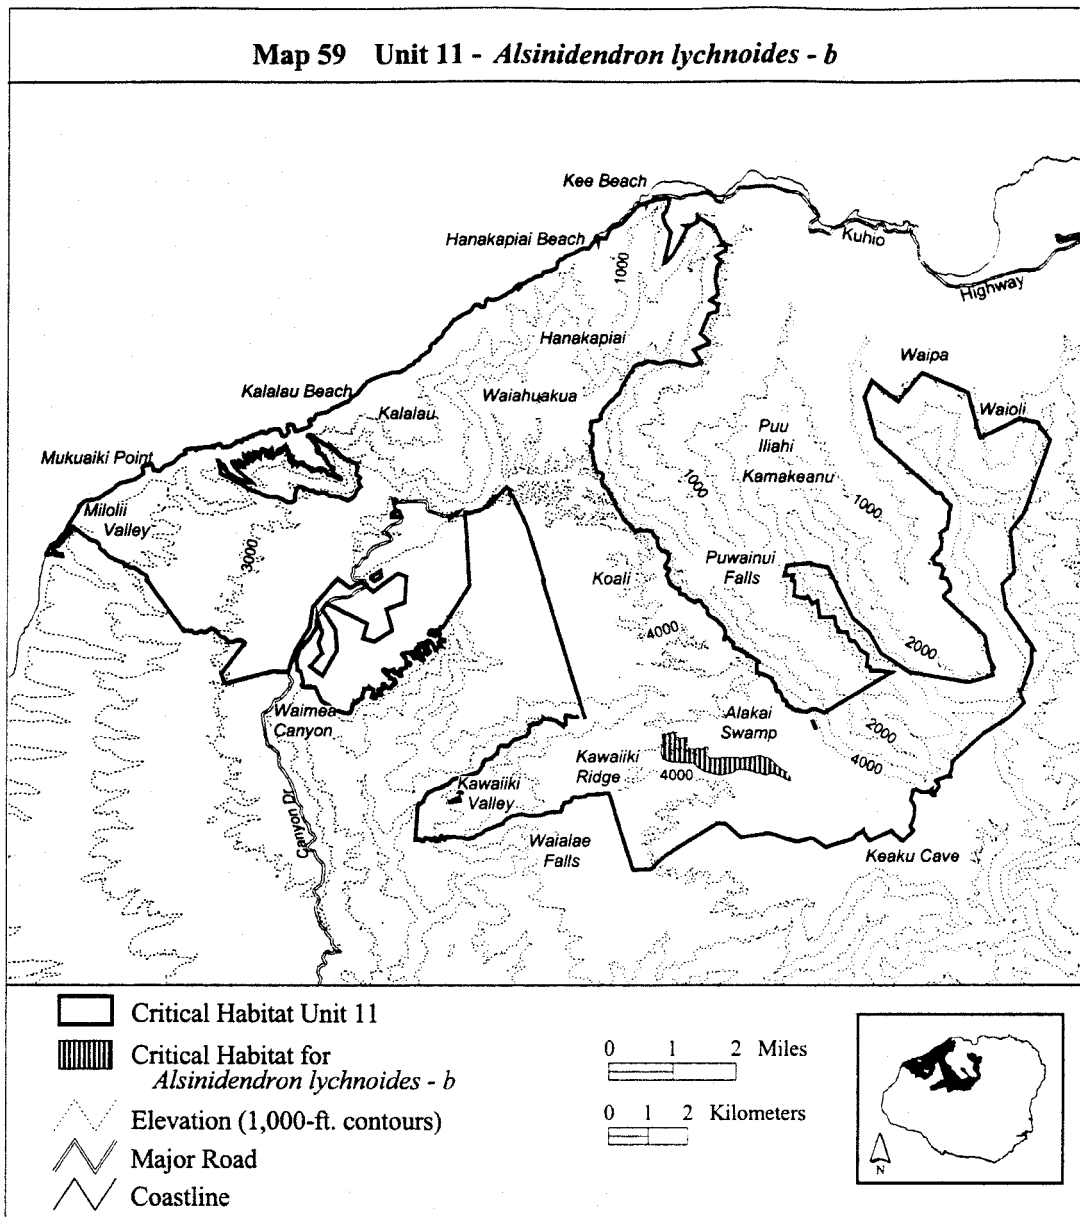 Map 59 Unit 11 - Alsinidendron lychnoides - b
Kee Beach
Hanakapiai Beach
Kuhio
Highway
1000
Hanakapiai
Waipa
Kalalau Beach
Waiahuakua
Kalalau
Waioli
Puu
Iliahi
Mukuaiki Point
Kamakeanu
1000
1000
Milolii
Valley
3000
Puwainui
Falls
Koali
4000
2000
Waimea
Canyon
Alakai
Swamp
2000
Kawaiiki
Ridge
4000
4000
Kawaiiki
Valley
Canyon Dr
Waialae
Falls
Keaku Cave
Critical Habitat Unit 11
Critical Habitat for
Alsinidendron lychnoides - b
Elevation (1,000-ft. contours)
Major Road
Coastline
0 1 2 Miles
0 1 2 Kilometers
N